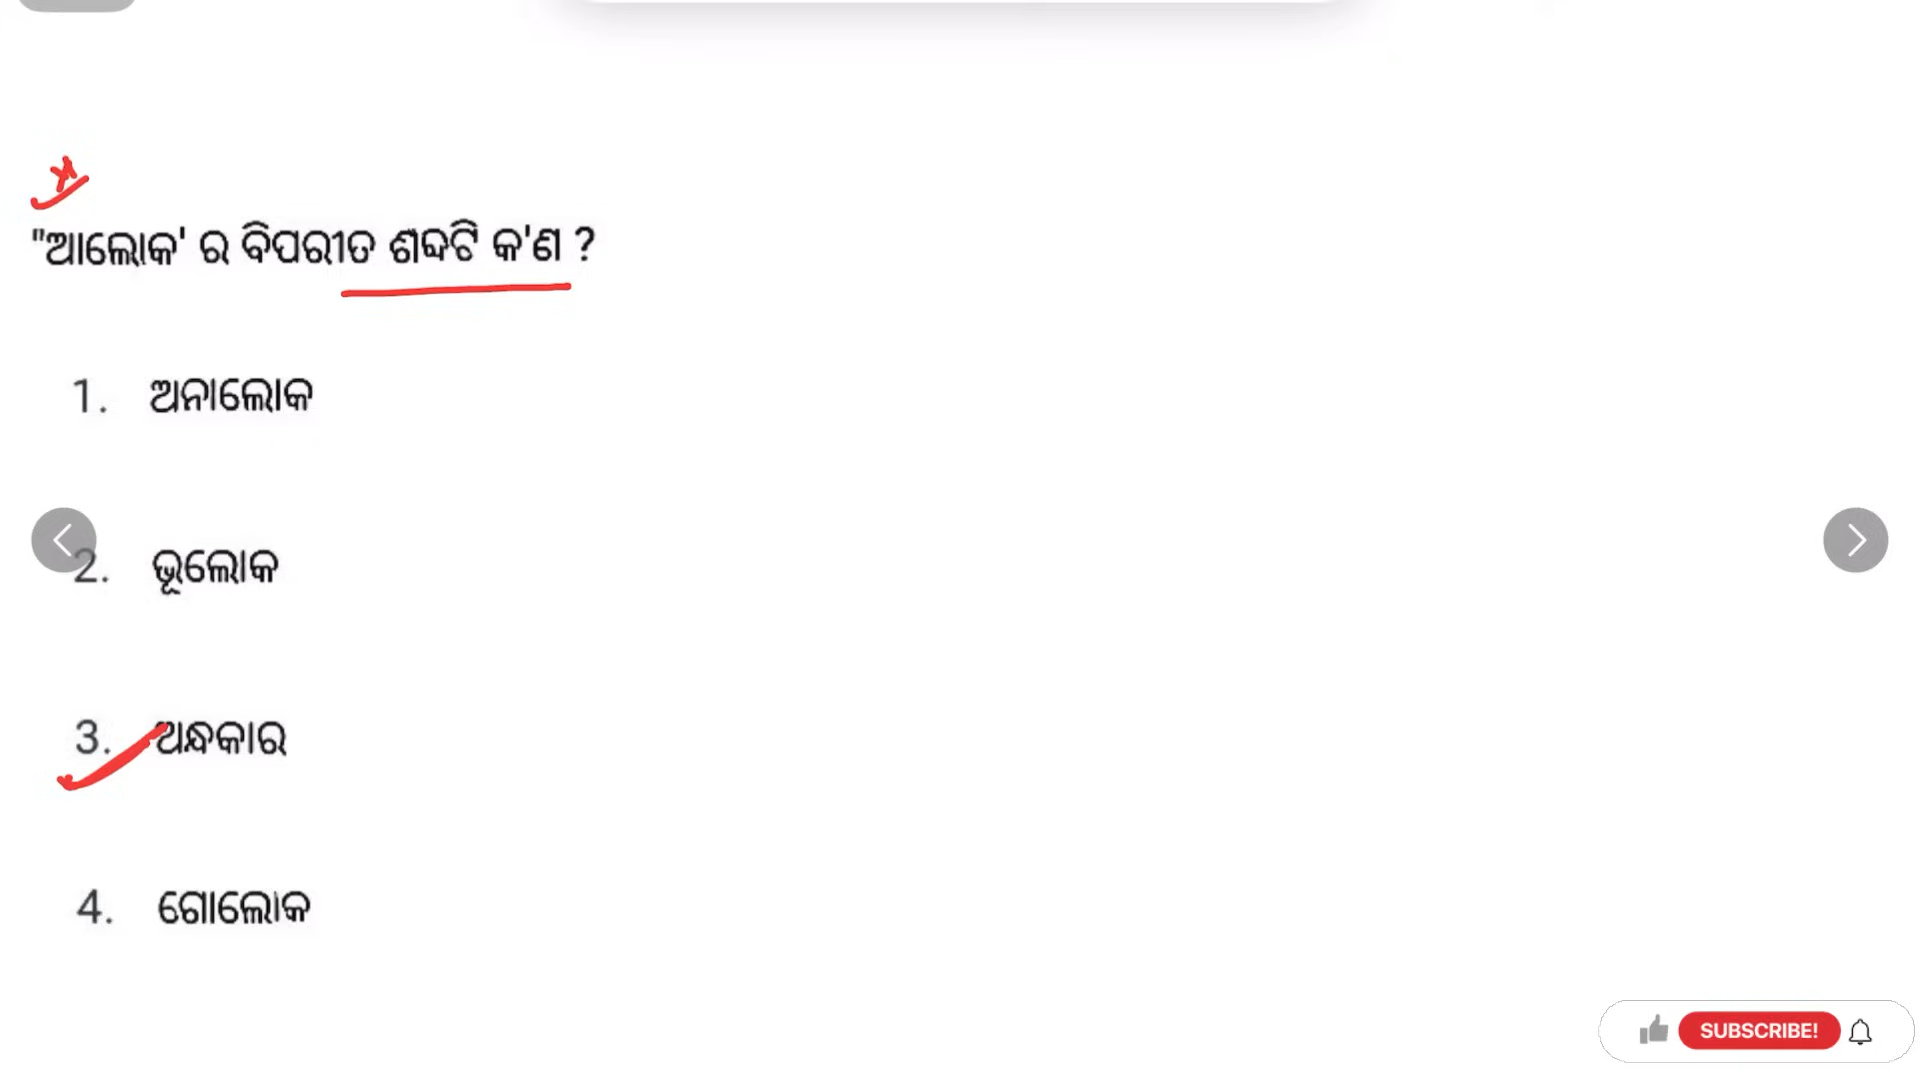 "ଆଲୋକ' ର ବିପରୀତ ଶବ୍ଦଟି କ'ଣ ?
1. ଅନାଲୋକ
2. ଭୂଲୋକ
3. ଅନ୍ଧକାର
4. ଗୋଲୋକ
SUBSCRIBE!